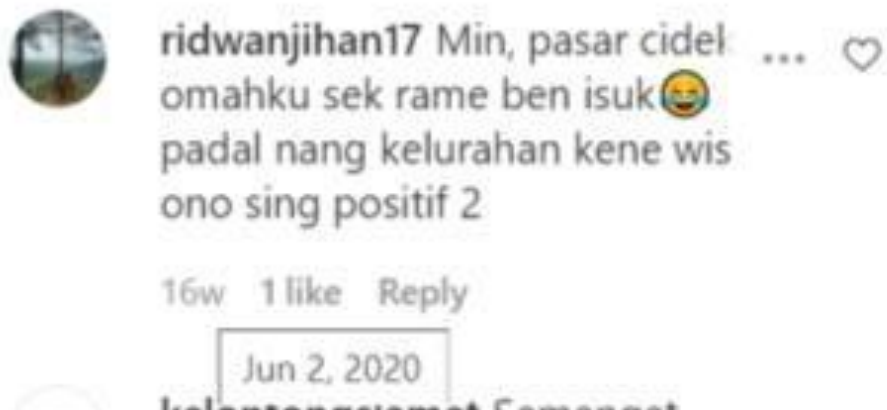 ridwanjihan17 Min, pasar cidek ...
omahku sek rame ben isuk😂
padal nang kelurahan kene wis
ono sing positif 2
16w 1 like Reply
Jun 2, 2020